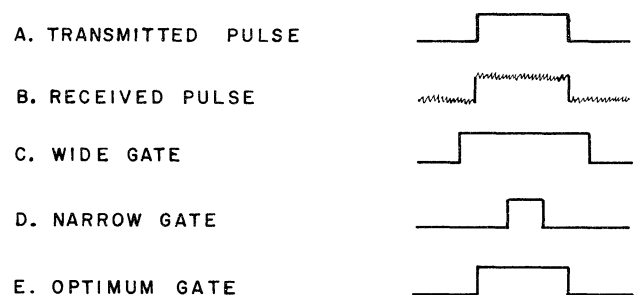 A. TRANSMITTED PULSE
B. RECEIVED PULSE
C. WIDE GATE
D. NARROW GATE
E. OPTIMUM GATE